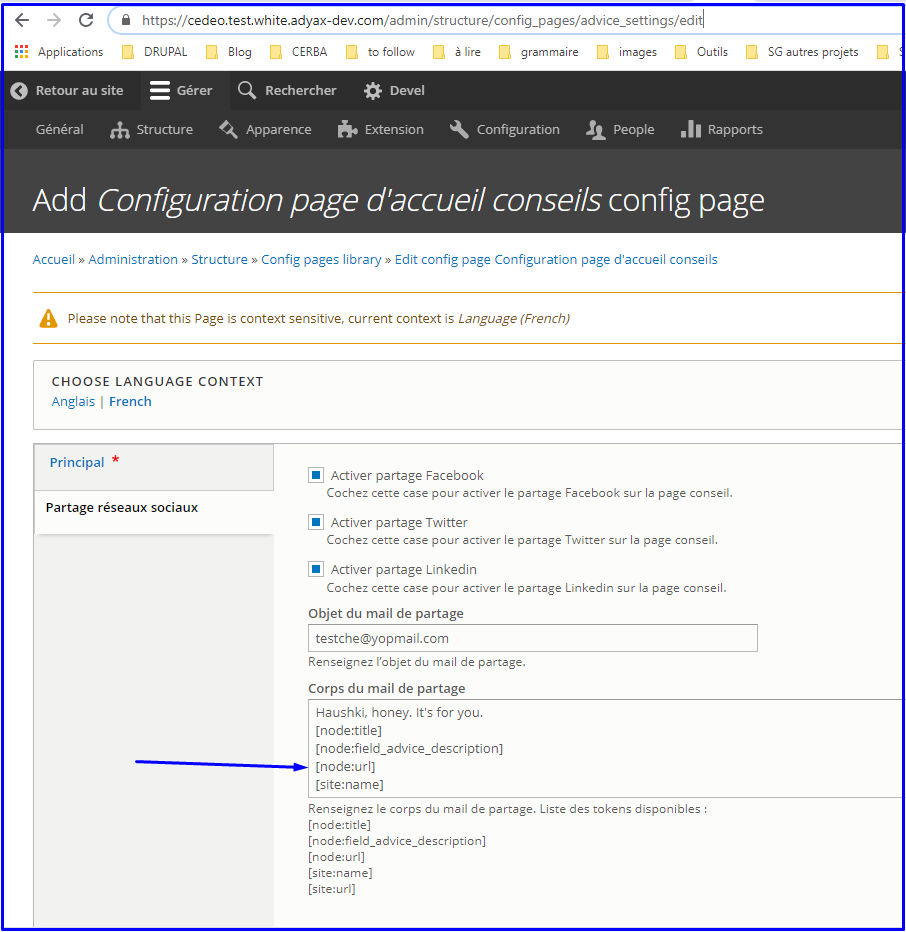 https://cedeo.test.white.adyax-dev.com/admin/structure/config_pages/advice_settings/edit
Applications DRUPAL Blog CERBA to follow à lire grammaire images Outils SG autres projets
Retour au site Gérer Rechercher Devel
Général Structure Apparence Extension Configuration People Rapports
Add Configuration page d'accueil conseils config page
Accueil » Administration » Structure » Config pages library » Edit config page Configuration page d'accueil conseils
Please note that this Page is context sensitive, current context is Language (French)
CHOOSE LANGUAGE CONTEXT
Anglais | French
Principal *
Partage réseaux sociaux
Activer partage Facebook
Cochez cette case pour activer le partage Facebook sur la page conseil.
Activer partage Twitter
Cochez cette case pour activer le partage Twitter sur la page conseil.
Activer partage Linkedin
Cochez cette case pour activer le partage Linkedin sur la page conseil.
Objet du mail de partage
testche@yopmail.com
Renseignez l'objet du mail de partage.
Corps du mail de partage
Haushki, honey. It's for you.
[node:title]
[node:field_advice_description]
[node:url]
[site:name]
Renseignez le corps du mail de partage. Liste des tokens disponibles :
[node:title]
[node:field_advice_description]
[node:url]
[site:name]
[site:url]